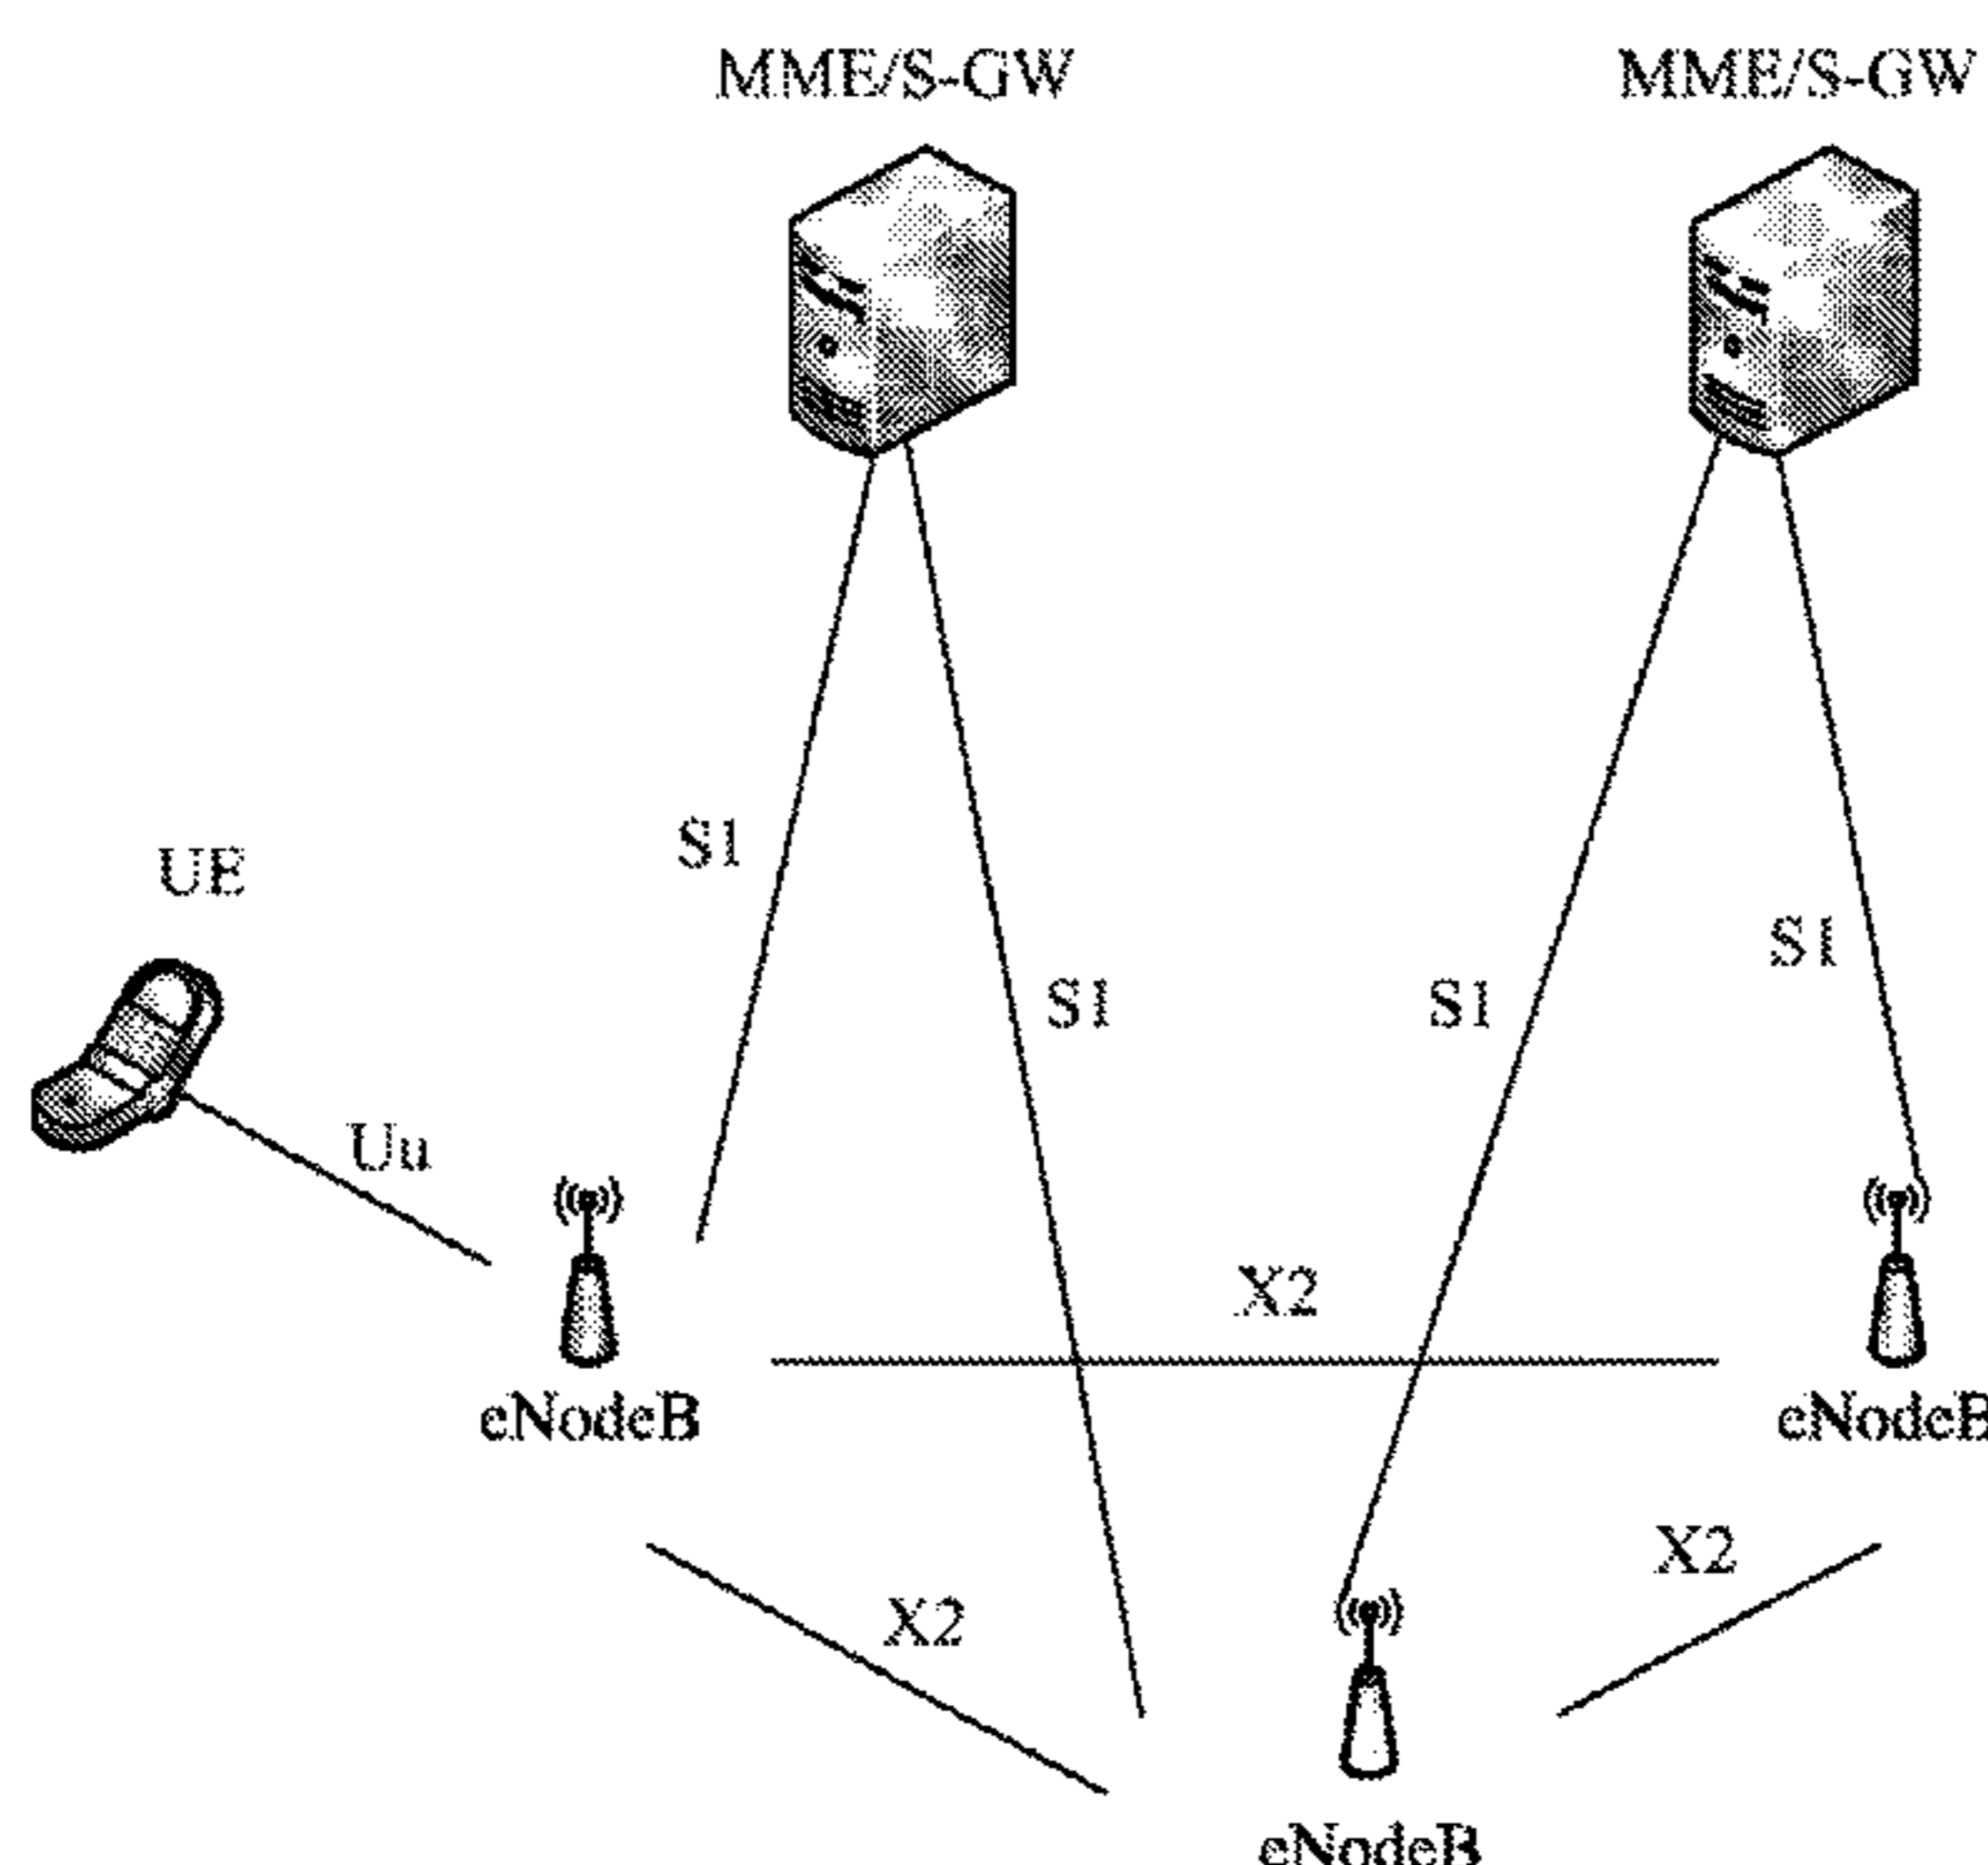 MME/S-GW
MME/S-GW
UE
S1
S1
S1
S1
Uu
X2
eNodeB
eNodeB
X2
X2
eNodeB